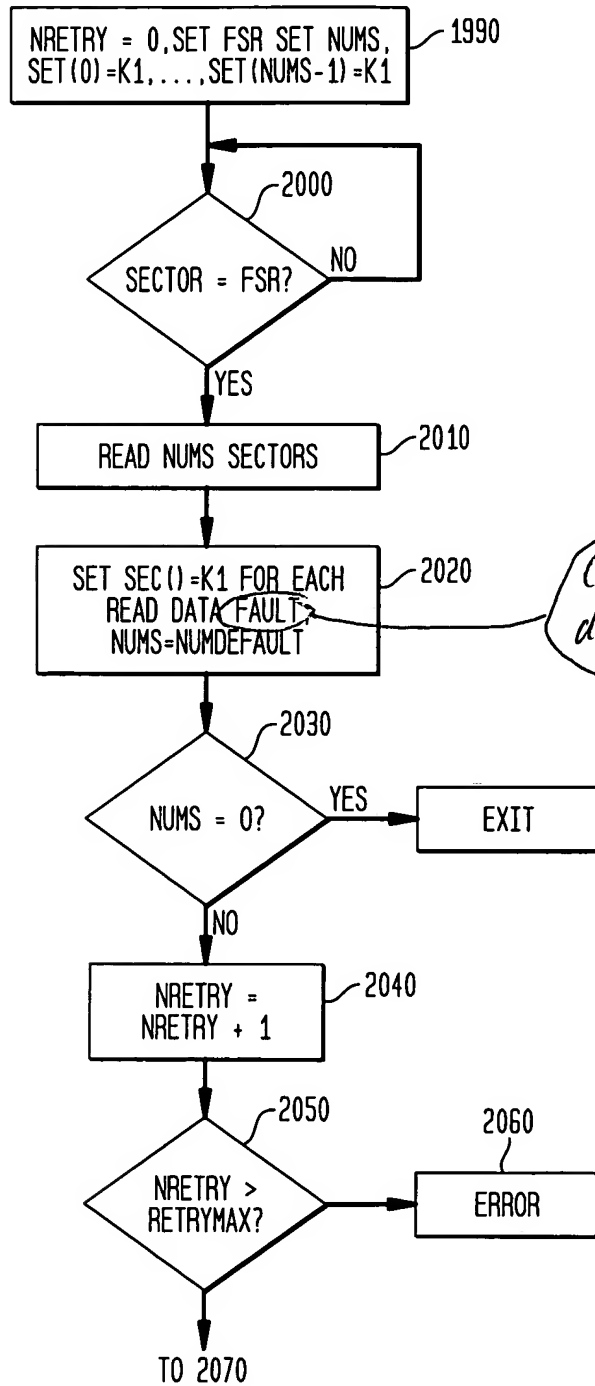 NRETRY = 0,SET FSR SET NUMS,
SET(0)=K1,...,SET(NUMS-1)=K1
1990
2000
SECTOR = FSR?
NO
YES
READ NUMS SECTORS
2010
SET SEC()=K1 FOR EACH
READ DATA FAULT;
NUMS=NUMDEFAULT
2020
2030
NUMS = 0?
YES
EXIT
NO
NRETRY =
NRETRY + 1
2040
2050
NRETRY >
RETRYMAX?
2060
ERROR
TO 2070